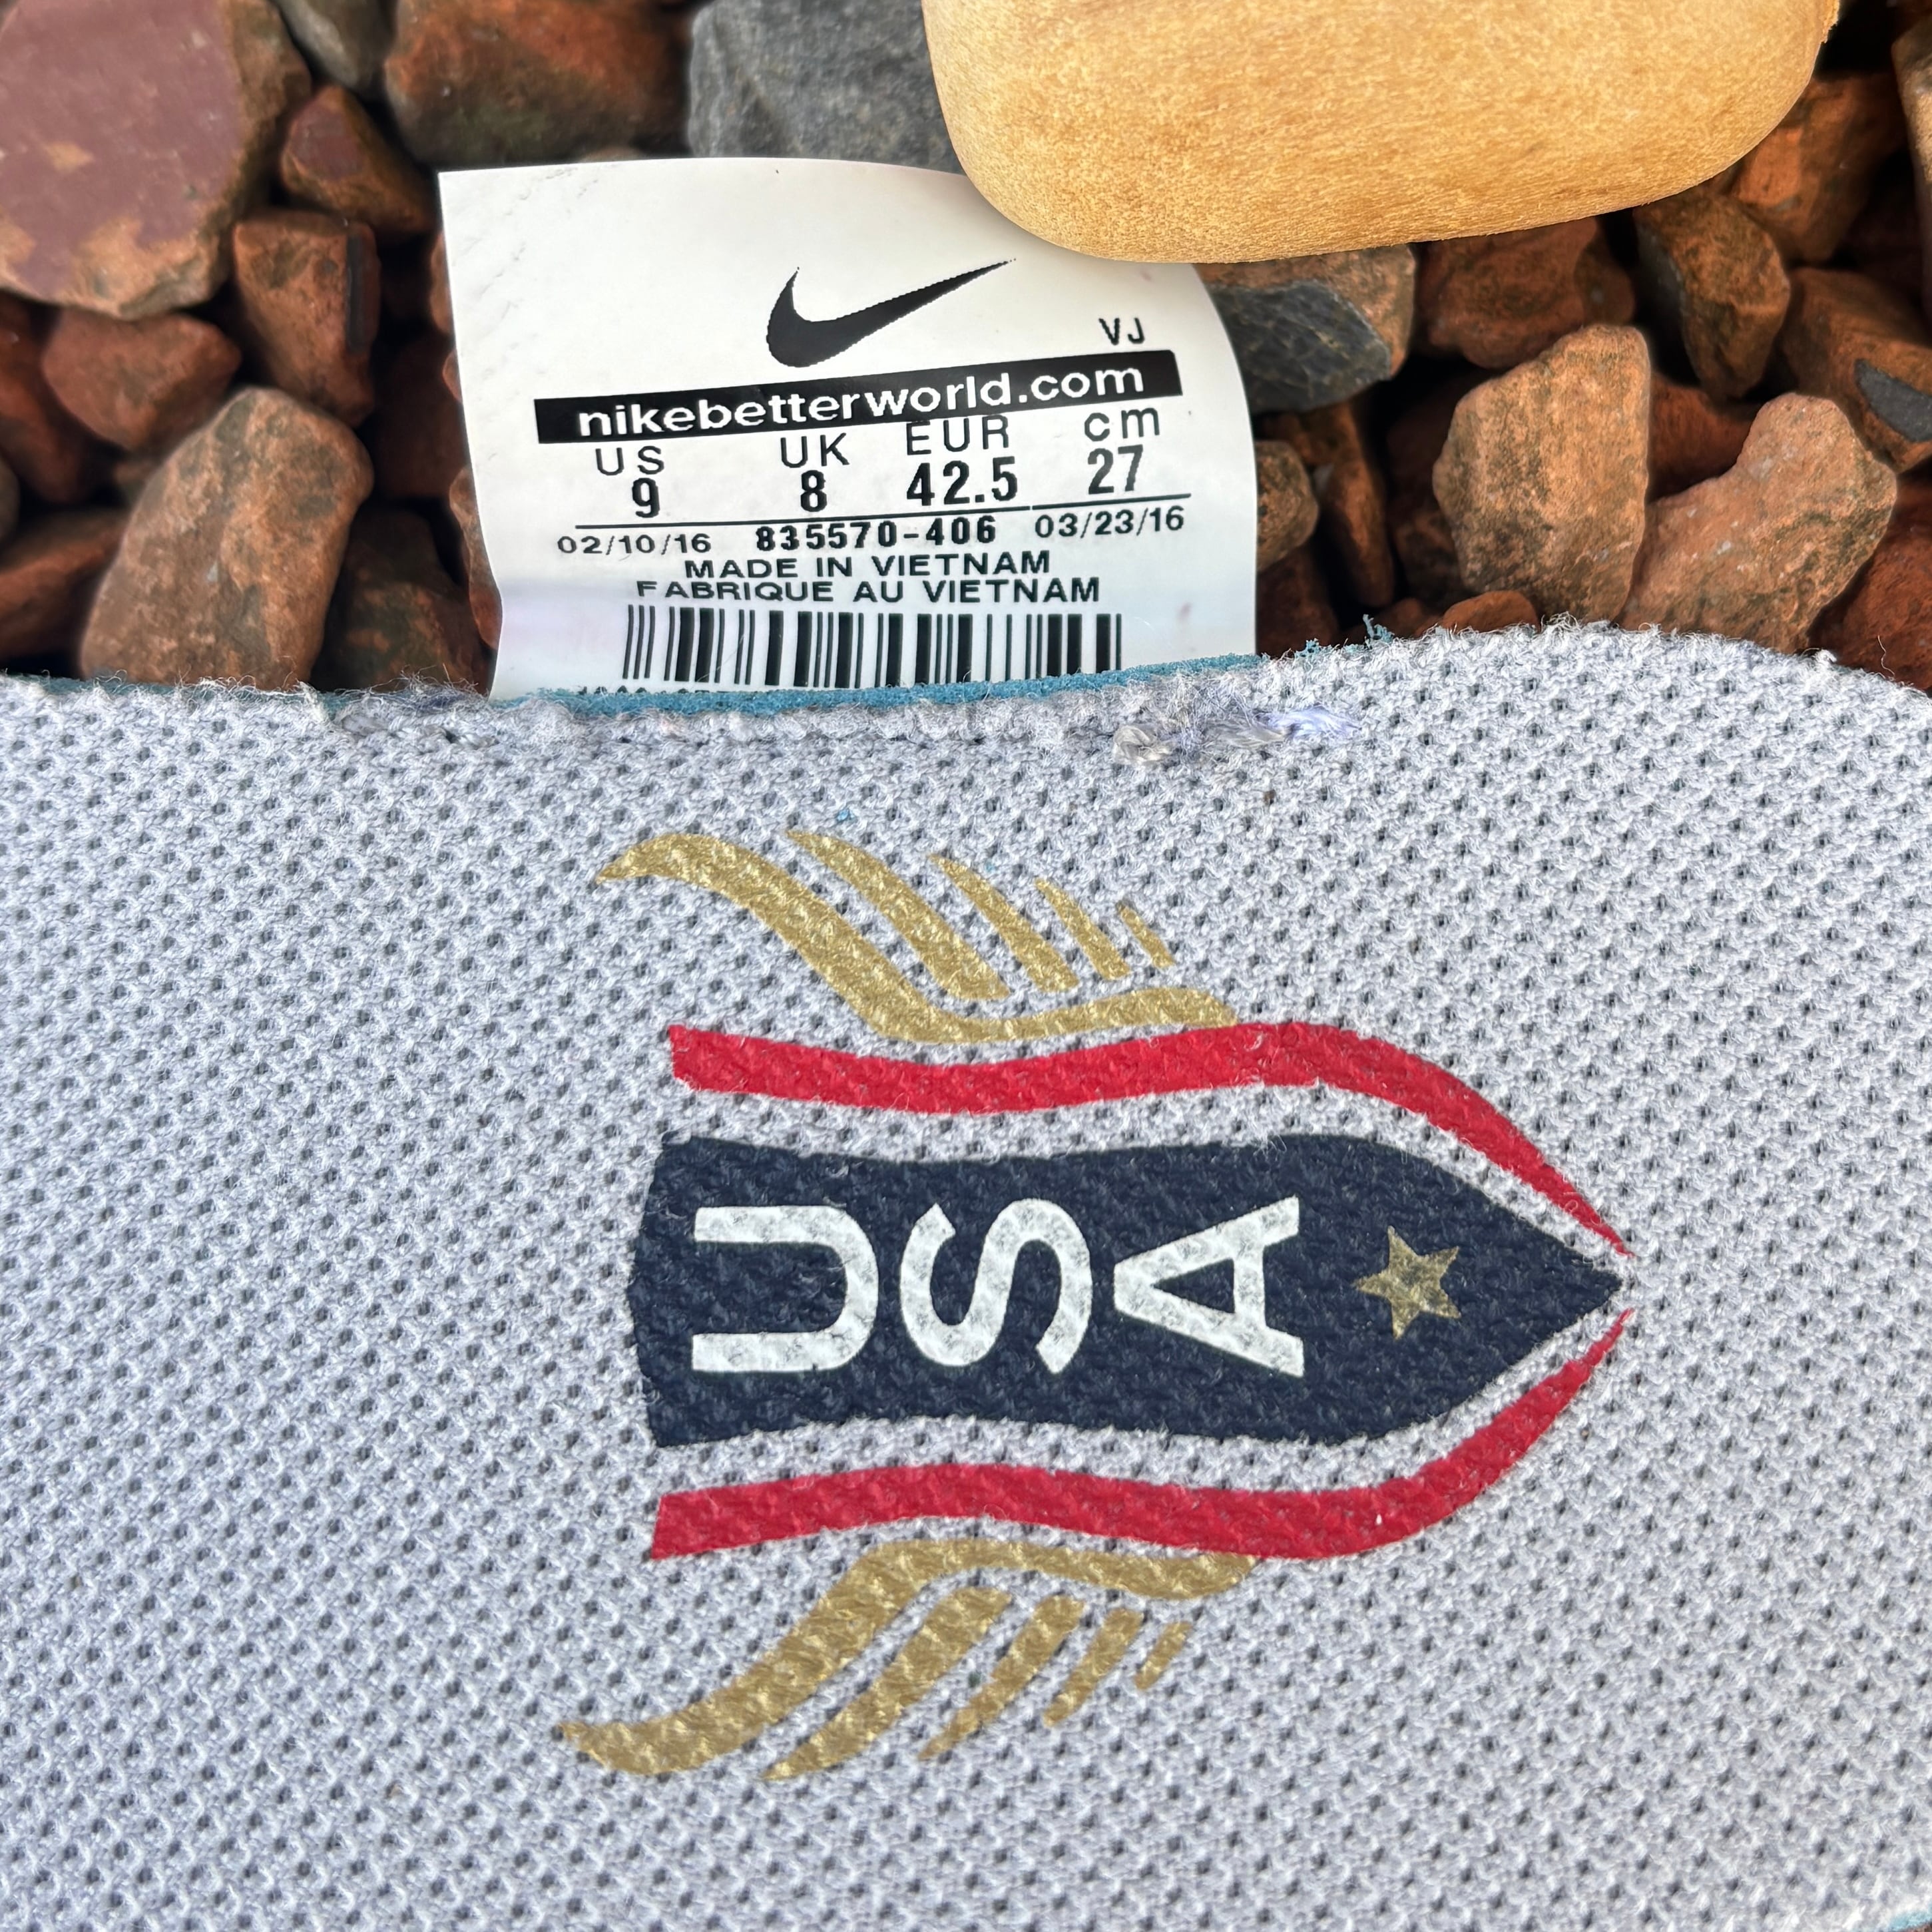 VJ
nikebetterworld.com
US UK EUR cm
9 8 42.5 27
02/10/16 835570-406 03/23/16
MADE IN VIETNAM
FABRIQUE AU VIETNAM
USA